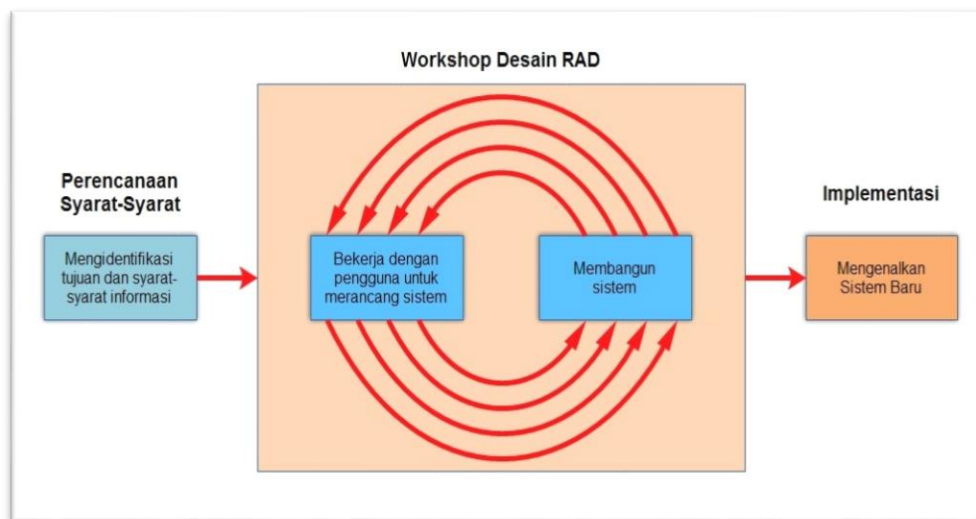 Workshop Desain RAD
Perencanaan
Syarat-Syarat
Mengidentifikasi
tujuan dan syarat-
syarat informasi
Bekerja dengan
pengguna untuk
merancang sistem
Membangun
sistem
Implementasi
Mengenalkan
Sistem Baru